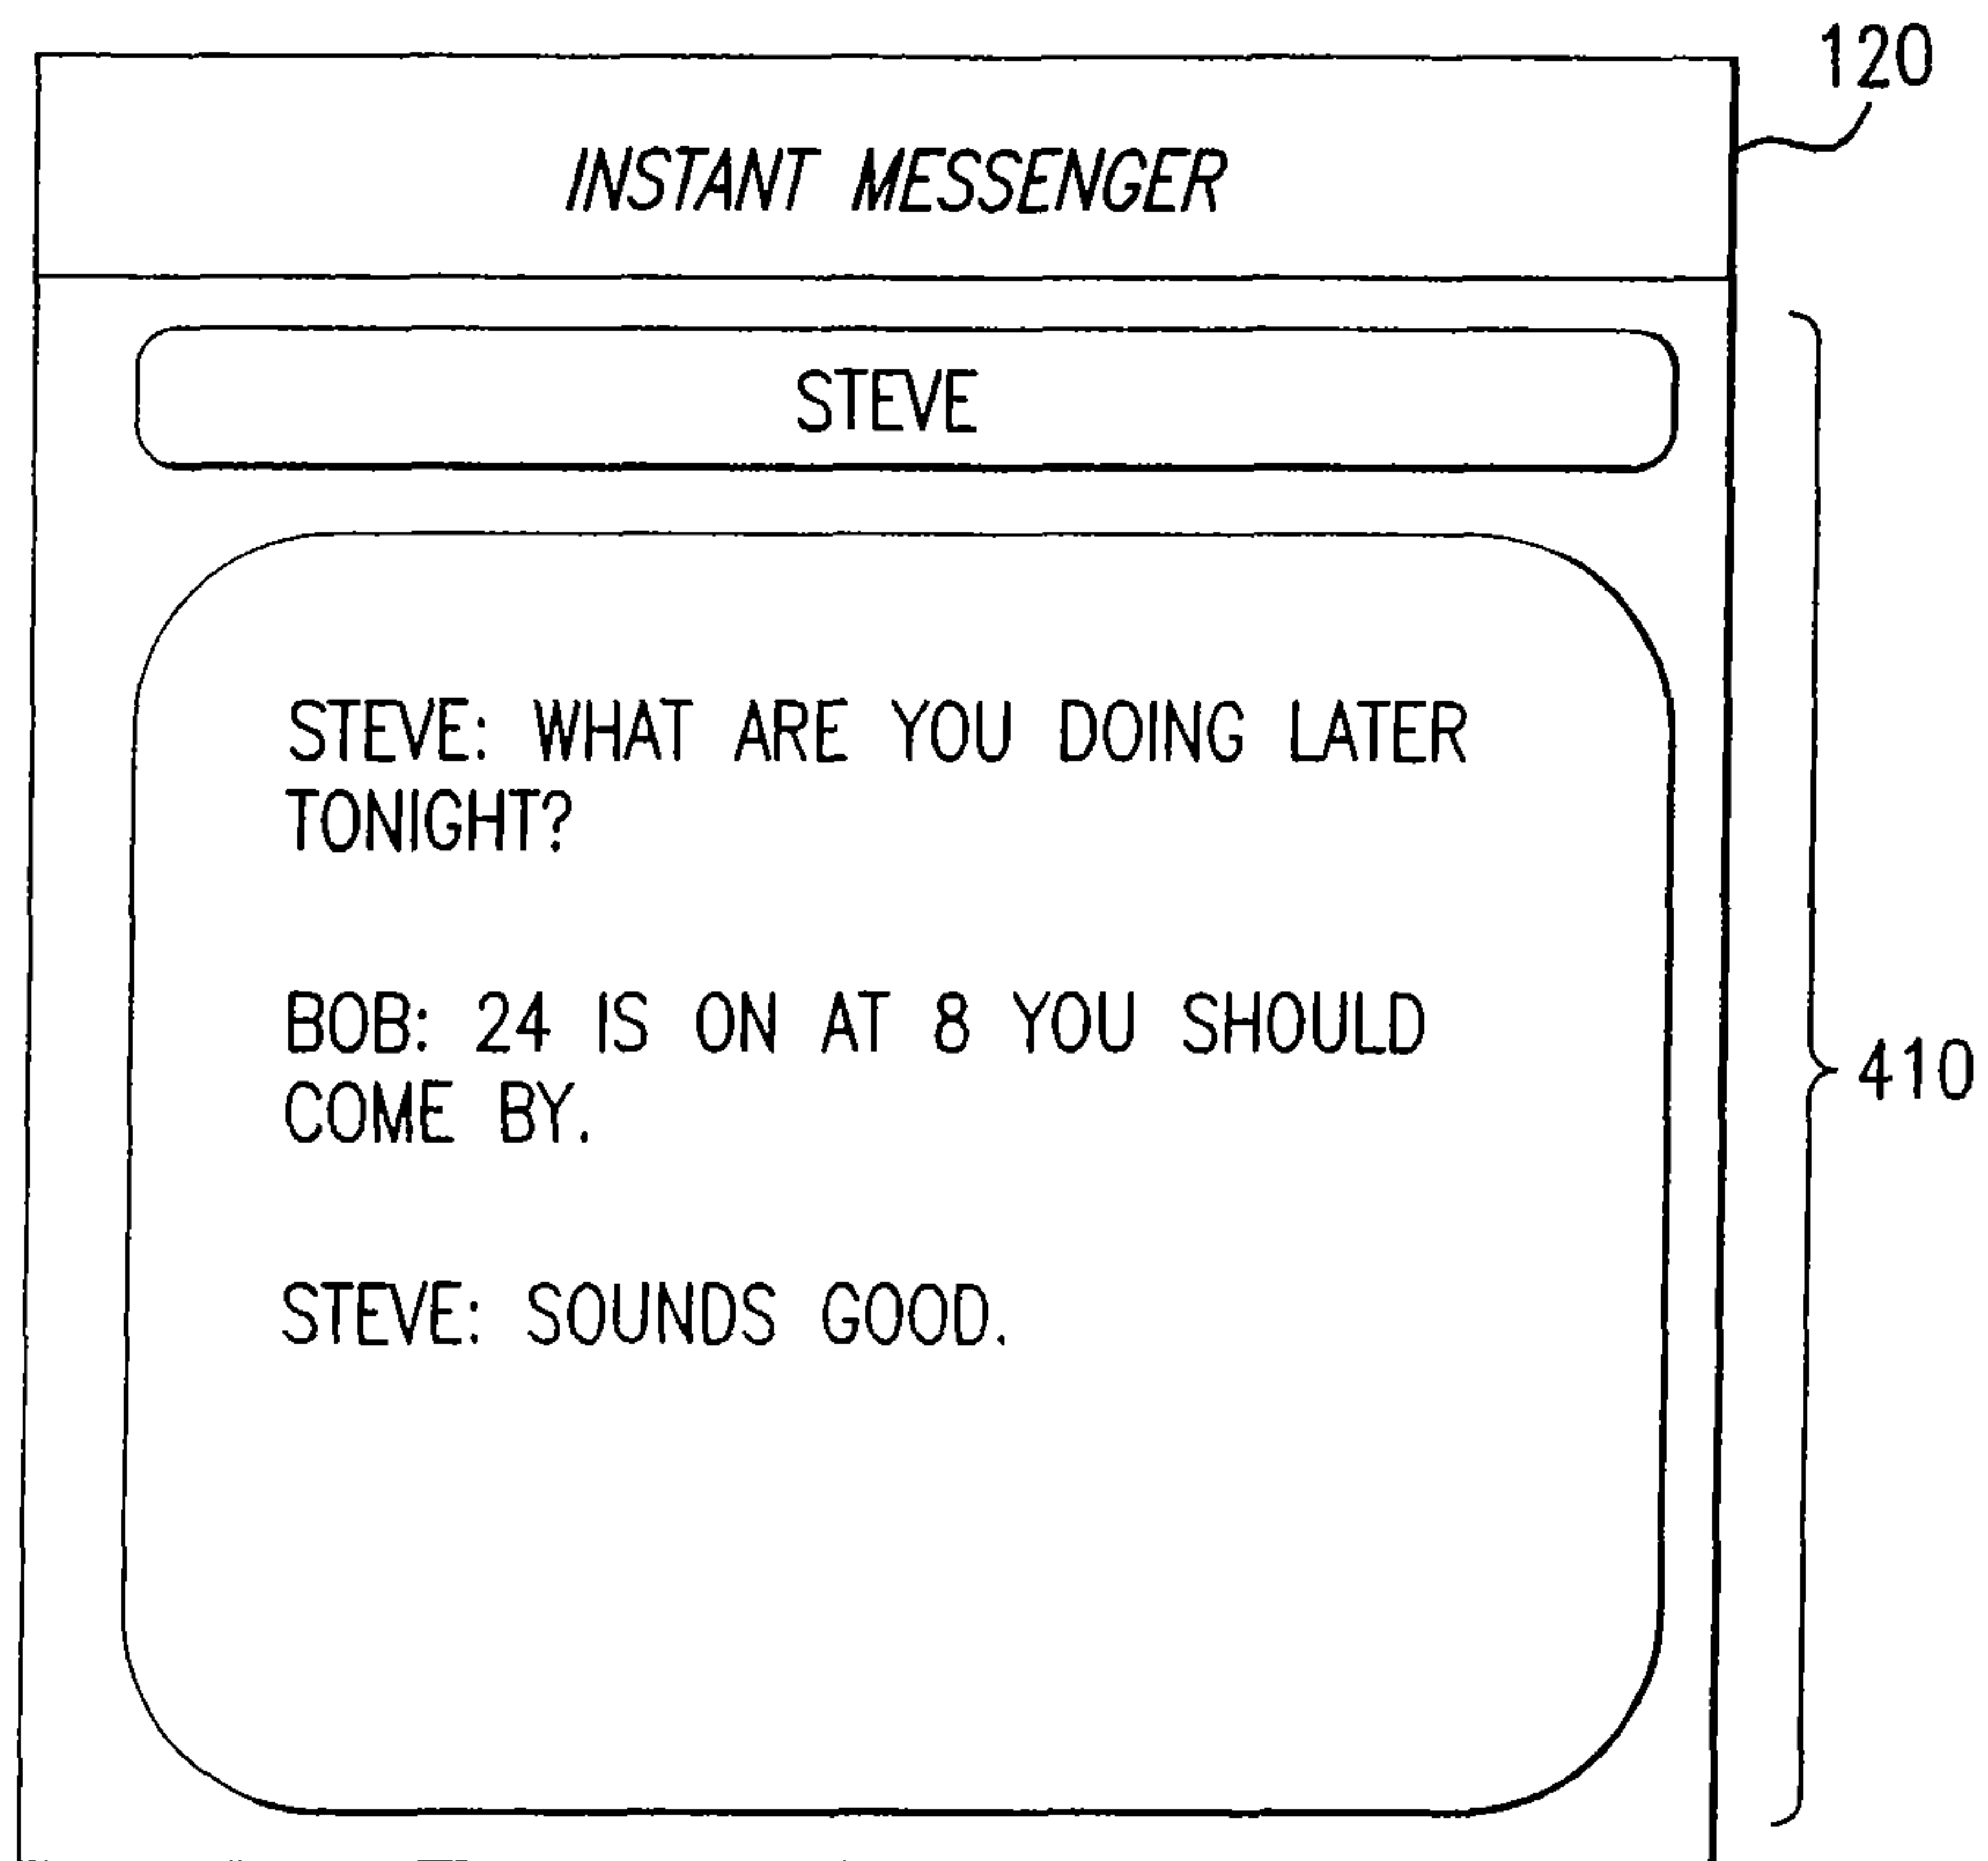 120
INSTANT MESSENGER
STEVE
STEVE: WHAT ARE YOU DOING LATER
TONIGHT?
BOB: 24 IS ON AT 8 YOU SHOULD
COME BY.
410
STEVE: SOUNDS GOOD.